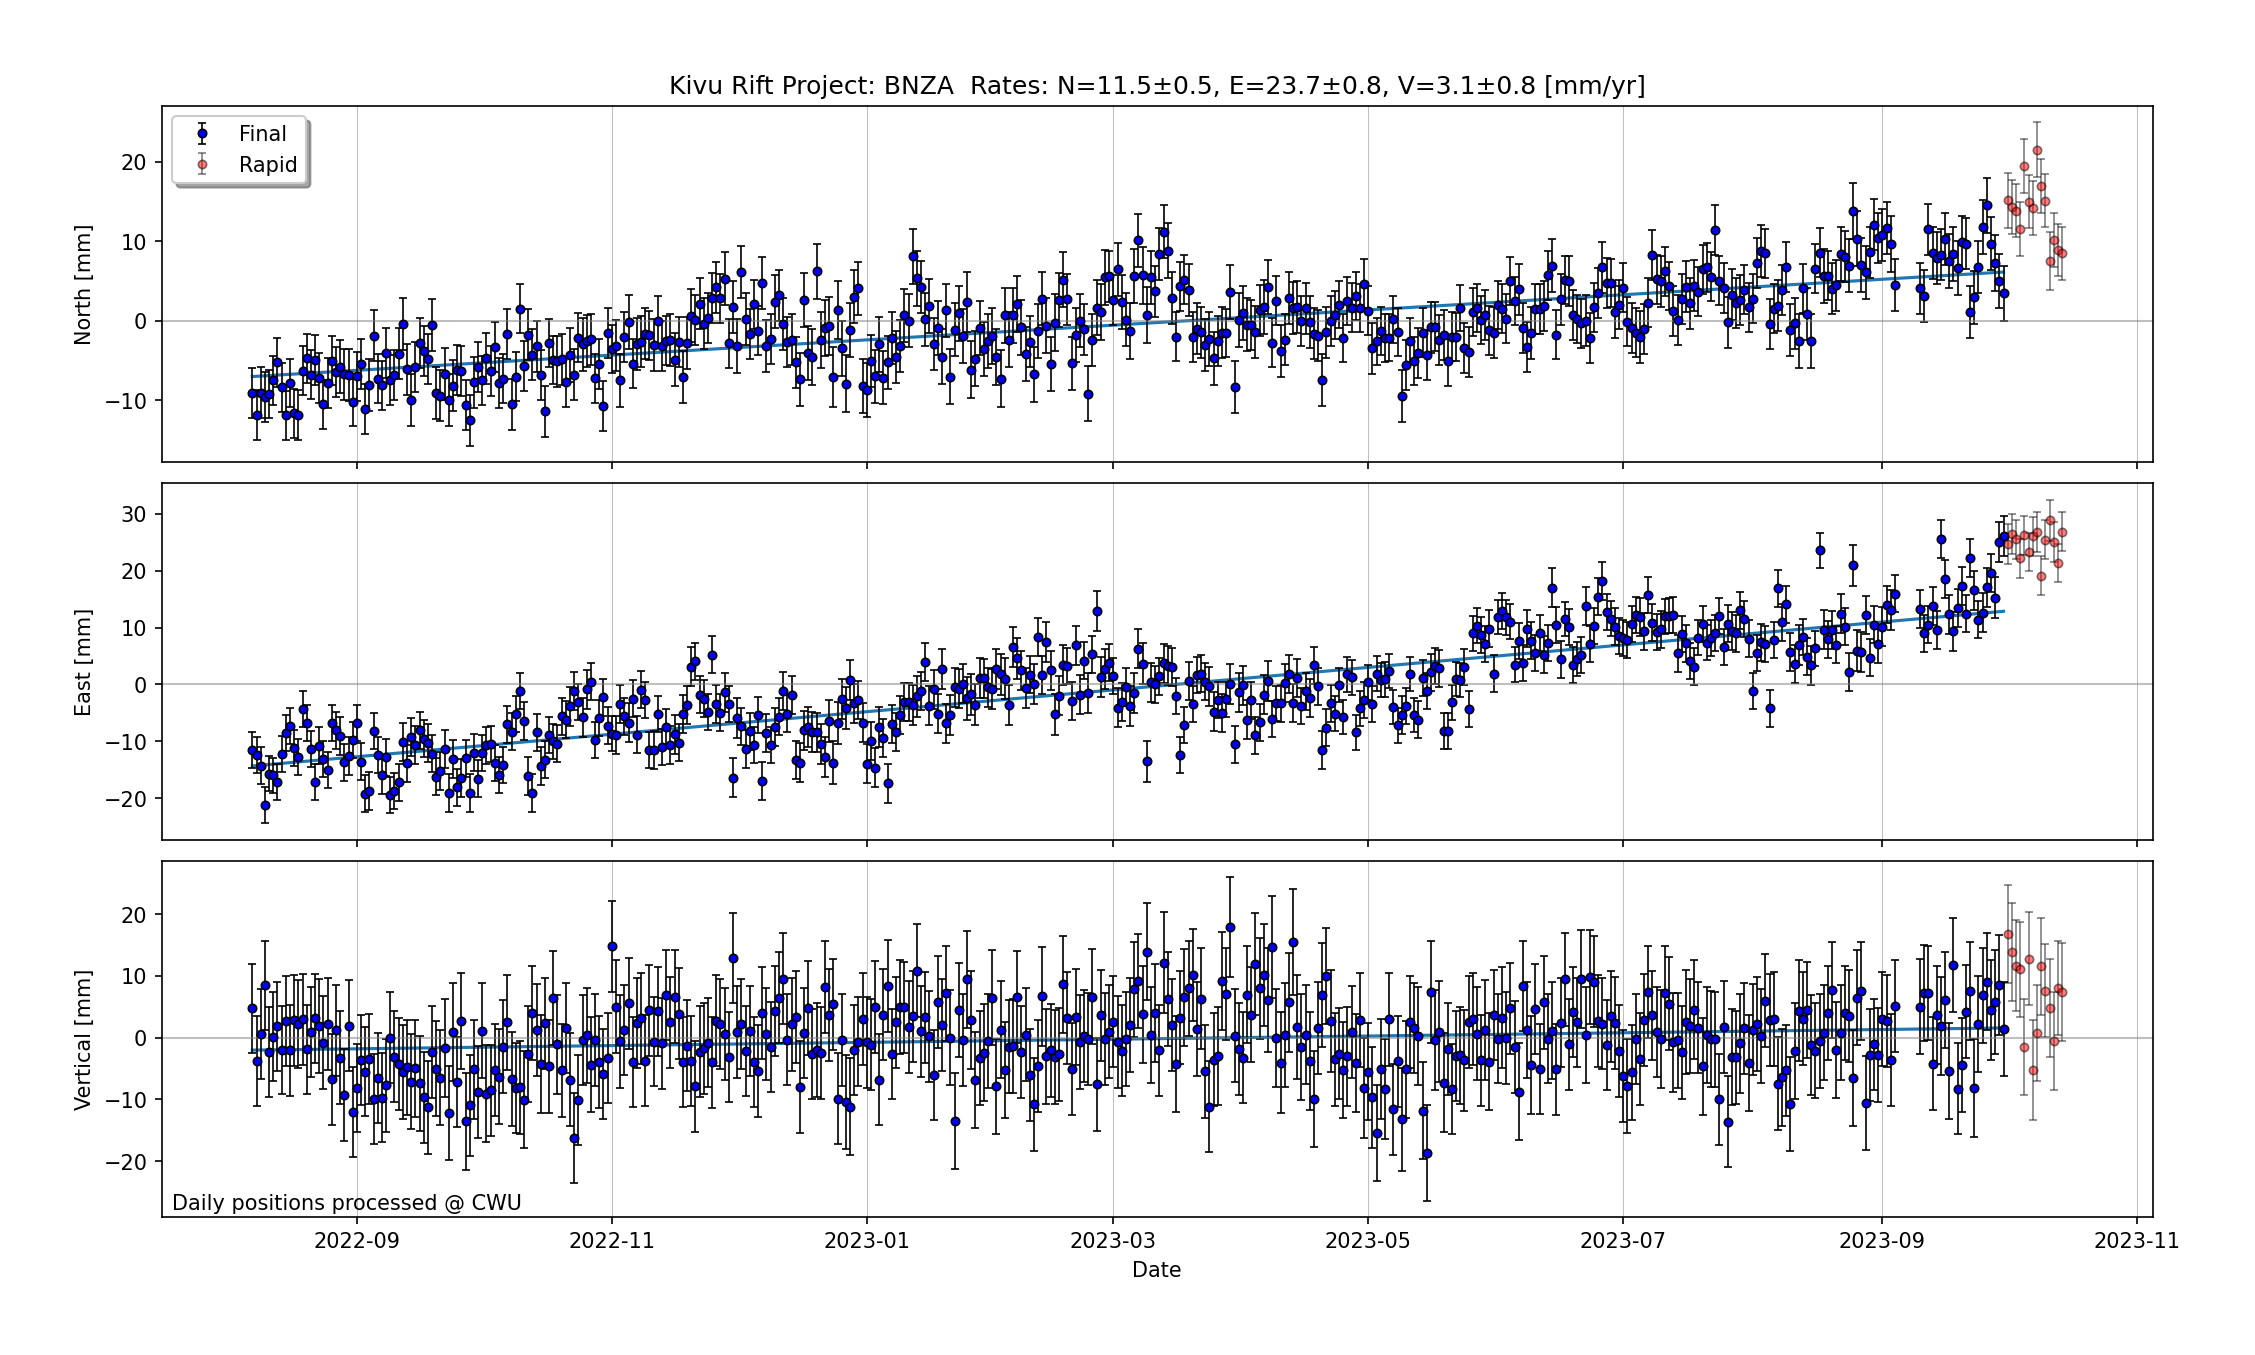 Kivu Rift Project: BNZA  Rates: N=11.5±0.5, E=23.7±0.8, V=3.1±0.8 [mm/yr]
Final
Rapid
North [mm]
20
10
0
−10
East [mm]
30
20
10
0
−10
−20
Vertical [mm]
20
10
0
−10
−20
Daily positions processed @ CWU
2022-09 2022-11 2023-01 2023-03 2023-05 2023-07 2023-09 2023-11
Date